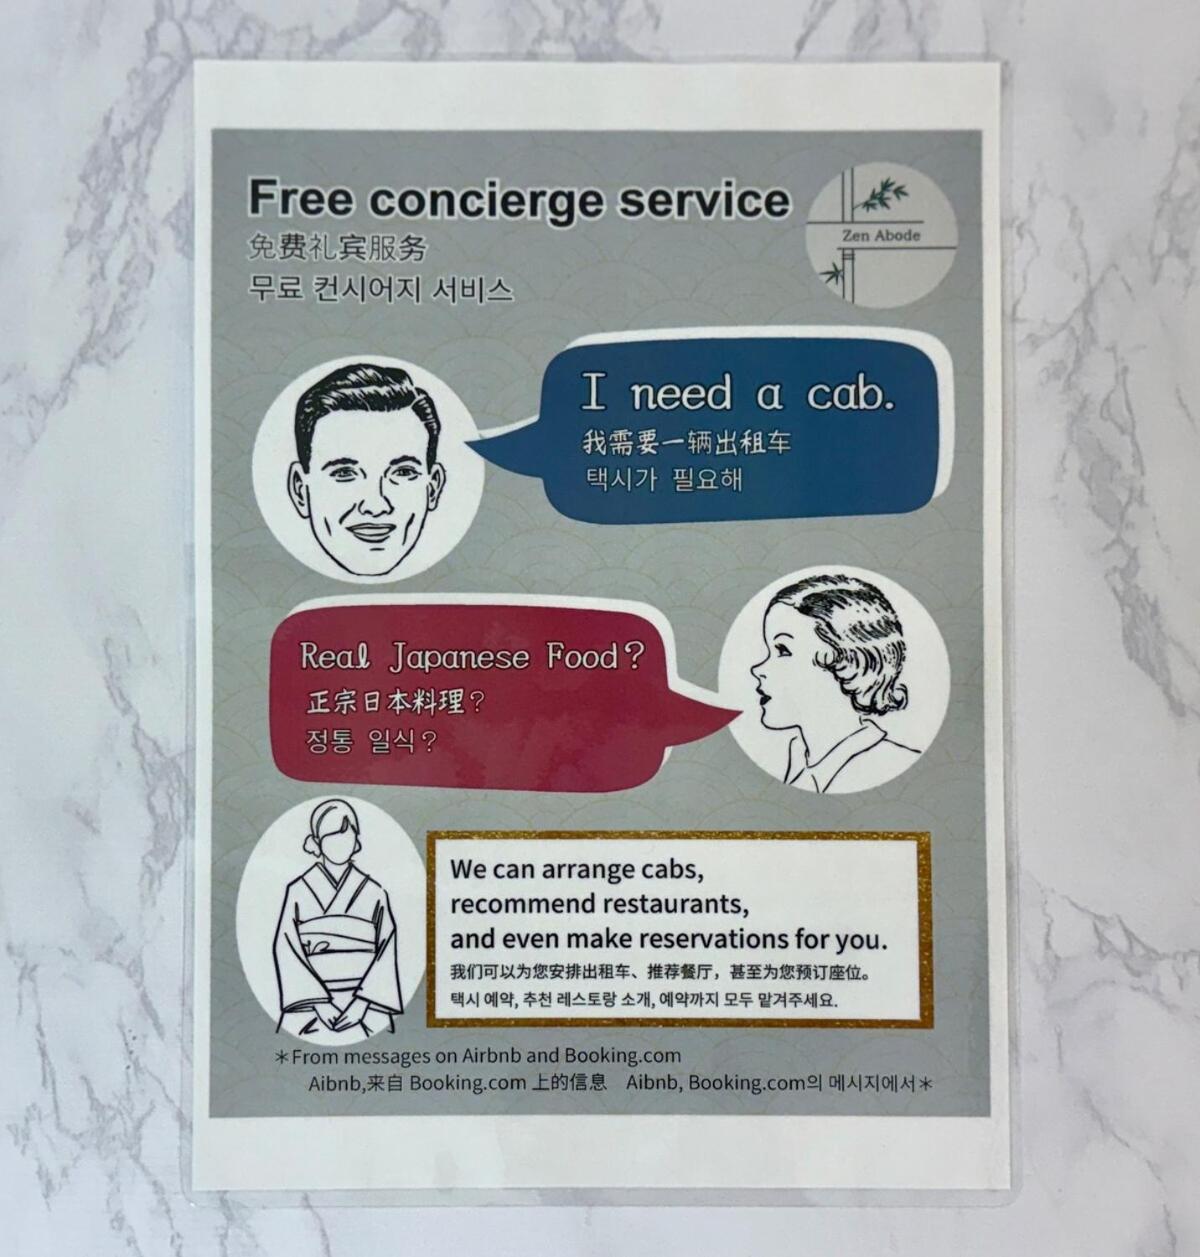 Free concierge service
免费礼宾服务
무료 컨시어지 서비스
Zen Abode
I need a cab.
我需要一辆出租车
택시가 필요해
Real Japanese Food?
正宗日本料理?
정통 일식?
We can arrange cabs,
recommend restaurants,
and even make reservations for you.
我们可以为您安排出租车、推荐餐厅，甚至为您预订座位。
택시 예약, 추천 레스토랑 소개, 예약까지 모두 맡겨주세요.
＊From messages on Airbnb and Booking.com
Aibnb,来自 Booking.com 上的信息 Aibnb, Booking.com의 메시지에서＊